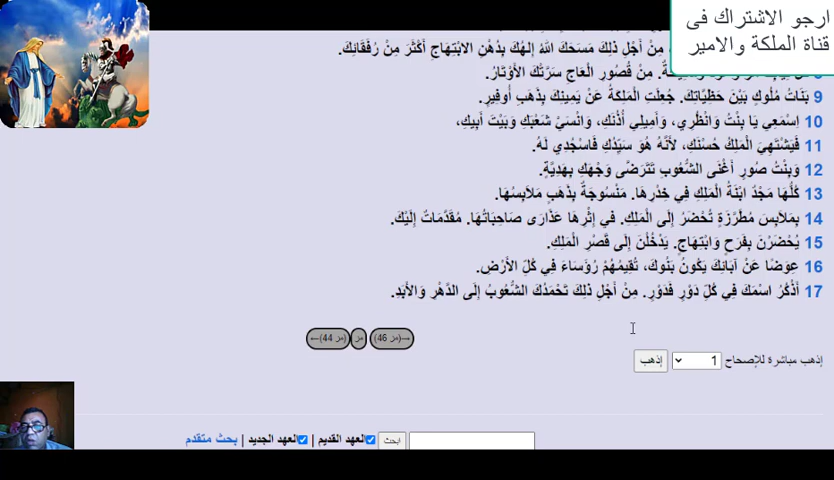 ارجو الاشتراك فى
قناة الملكة والامير
مِنْ أَجْلِ ذلِكَ مَسَحَكَ اللهُ إِلهُكَ بِدُهْنِ الابْتِهَاجِ أَكْثَرَ مِنْ رُفَقَائِكَ.
مِنْ قُصُورِ الْعَاجِ سَرَّتْكَ الأَوْتَارُ.
9 بَنَاتُ مُلُوكٍ بَيْنَ حَظِيَّاتِكَ. جُعِلَتِ الْمَلِكَةُ عَنْ يَمِينِكَ بِذَهَبِ أُوفِيرٍ.
10 اِسْمَعِي يَا بِنْتُ وَانْظُرِي، وَأَمِيلِي أُذُنَكِ، وَانْسَيْ شَعْبَكِ وَبَيْتَ أَبِيكِ،
11 فَيَشْتَهِيَ الْمَلِكُ حُسْنَكِ، لأَنَّهُ هُوَ سَيِّدُكِ فَاسْجُدِي لَهُ.
12 وَبِنْتُ صُورٍ أَغْنَى الشُّعُوبِ تَتَرَضَّى وَجْهَكِ بِهَدِيَّةٍ.
13 كُلُّهَا مَجْدٌ ابْنَةُ الْمَلِكِ فِي خِدْرِهَا. مَنْسُوجَةٌ بِذَهَبٍ مَلاَبِسُهَا.
14 بِمَلاَبِسَ مُطَرَّزَةٍ تُحْضَرُ إِلَى الْمَلِكِ. فِي إِثْرِهَا عَذَارَى صَاحِبَاتُهَا. مُقَدَّمَاتٌ إِلَيْكَ.
15 يُحْضَرْنَ بِفَرَحٍ وَابْتِهَاجٍ. يَدْخُلْنَ إِلَى قَصْرِ الْمَلِكِ.
16 عِوَضًا عَنْ آبَائِكَ يَكُونُ بَنُوكَ، تُقِيمُهُمْ رُؤَسَاءَ فِي كُلِّ الأَرْضِ.
17 أَذْكُرُ اسْمَكَ فِي كُلِّ دَوْرٍ فَدَوْرٍ. مِنْ أَجْلِ ذلِكَ تَحْمَدُكَ الشُّعُوبُ إِلَى الدَّهْرِ وَالأَبَدِ.
→(مز 46) مز (مز 44)←
إذهب مباشرة للإصحاح 1 إذهب
ابحث العهد القديم | العهد الجديد | بحث متقدم